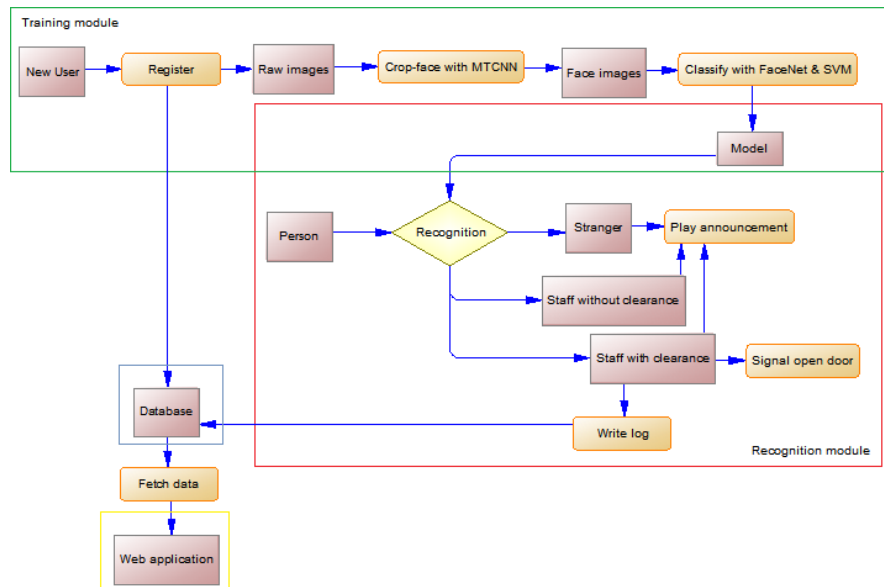 Training module
New User
Register
Raw images
Crop-face with MTCNN
Face images
Classify with FaceNet & SVM
Model
Person
Recognition
Stranger
Play announcement
Staff without clearance
Staff with clearance
Signal open door
Database
Write log
Recognition module
Fetch data
Web application